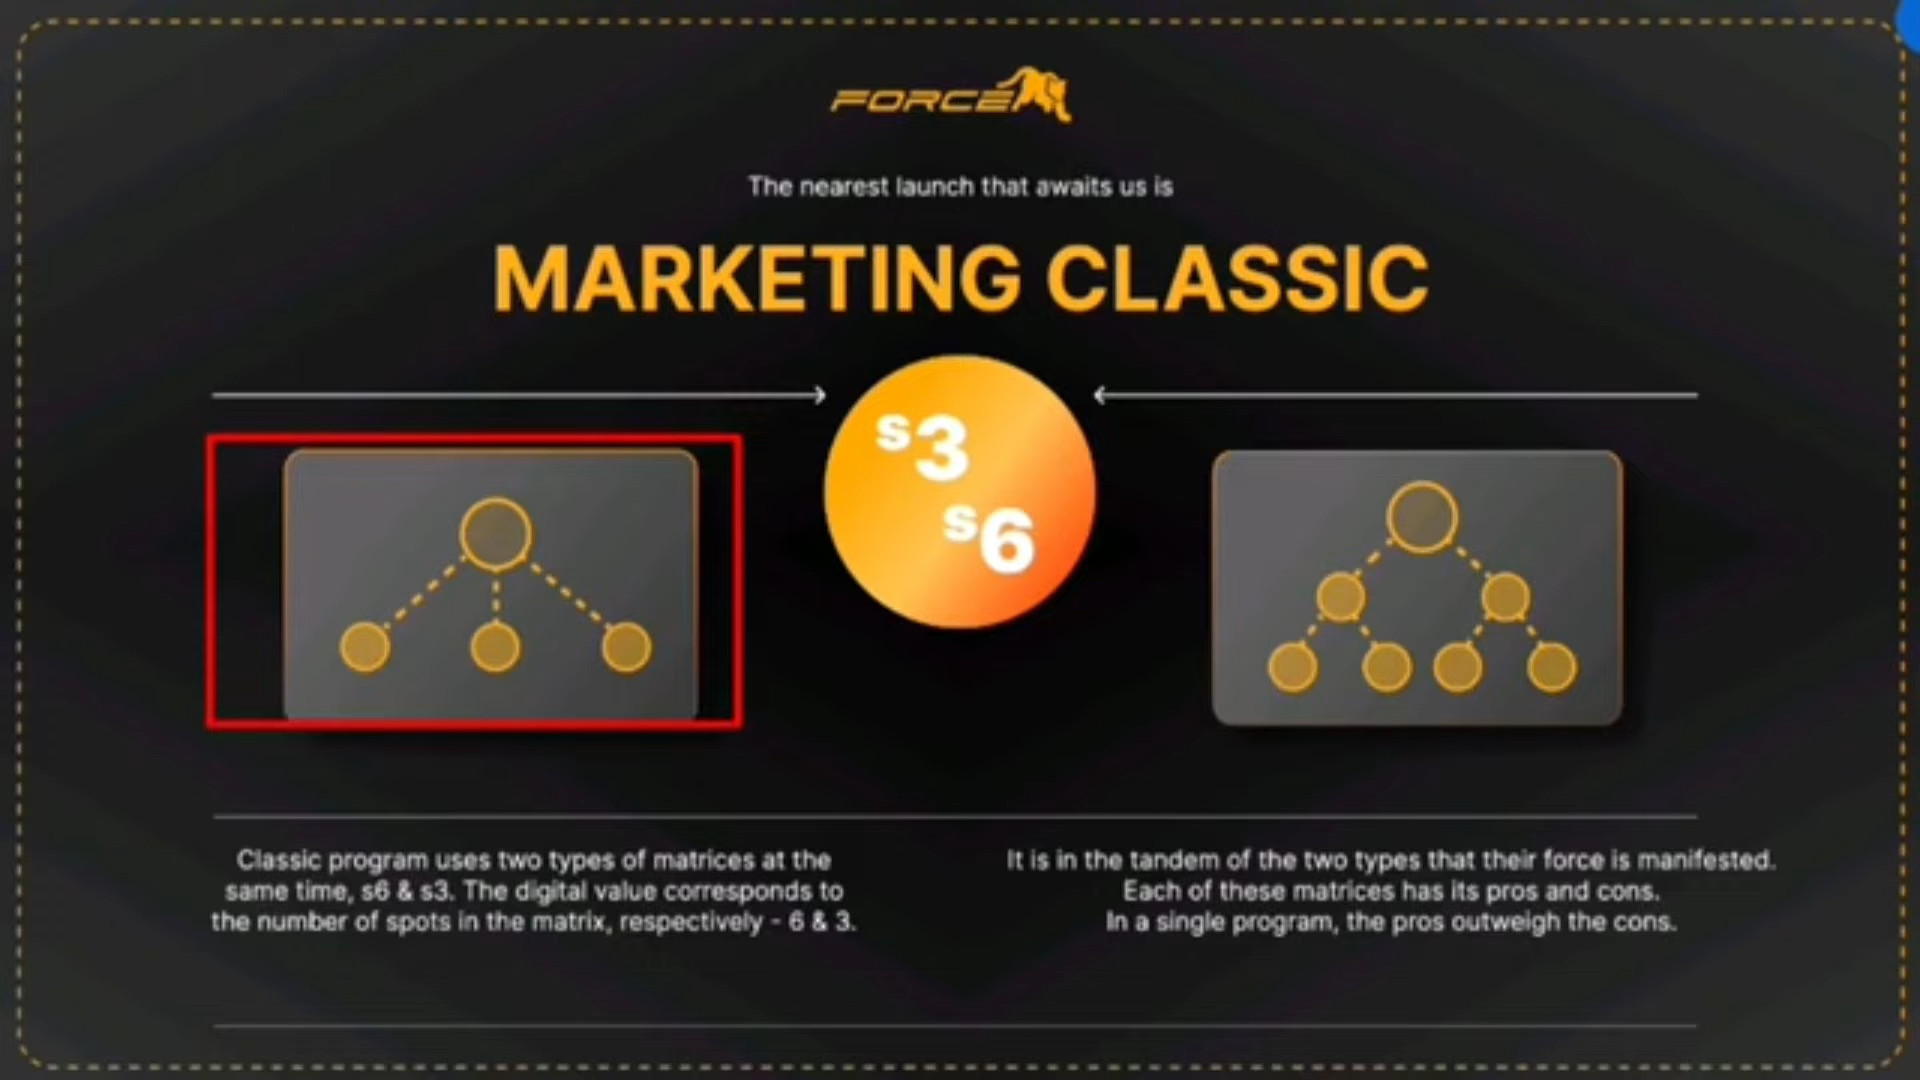 FORCE
The nearest launch that awaits us is
MARKETING CLASSIC
s3
s6
Classic program uses two types of matrices at the
same time, s6 & s3. The digital value corresponds to
the number of spots in the matrix, respectively - 6 & 3.
It is in the tandem of the two types that their force is manifested.
Each of these matrices has its pros and cons.
In a single program, the pros outweigh the cons.